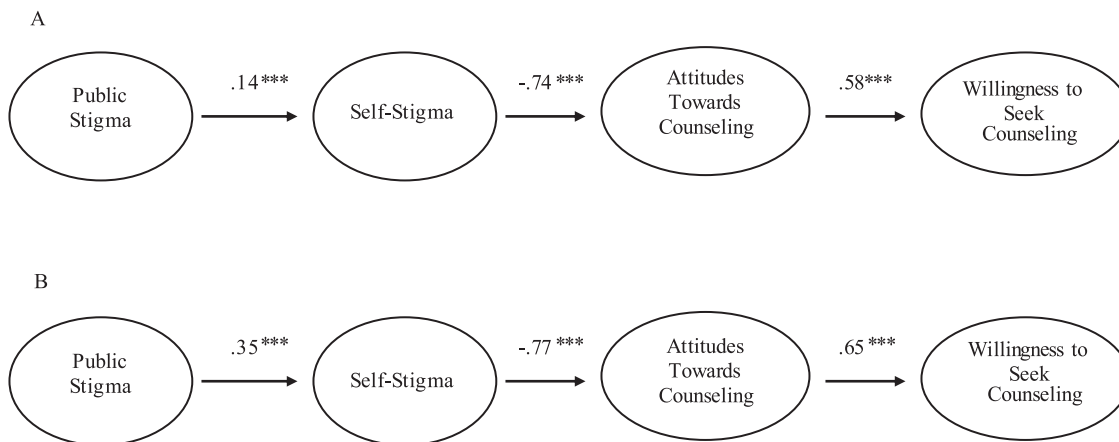 A
Public
Stigma
.14***
Self-Stigma
-.74 ***
Attitudes
Towards
Counseling
.58***
Willingness to
Seek
Counseling
B
Public
Stigma
.35 ***
Self-Stigma
-.77 ***
Attitudes
Towards
Counseling
.65 ***
Willingness to
Seek
Counseling